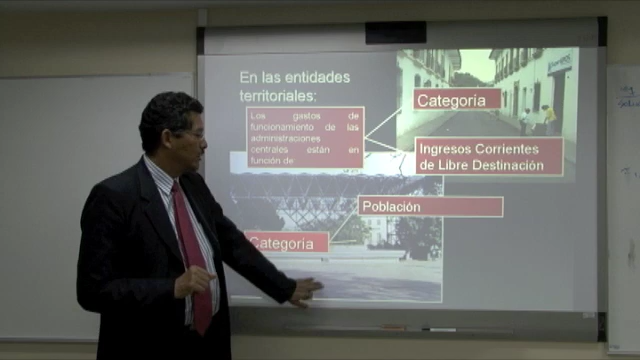 En las entidades
territoriales:
Los gastos de
funcionamiento de las
administraciones
centrales están en
función de
Categoría
Ingresos Corrientes
de Libre Destinación
Población
Categoría